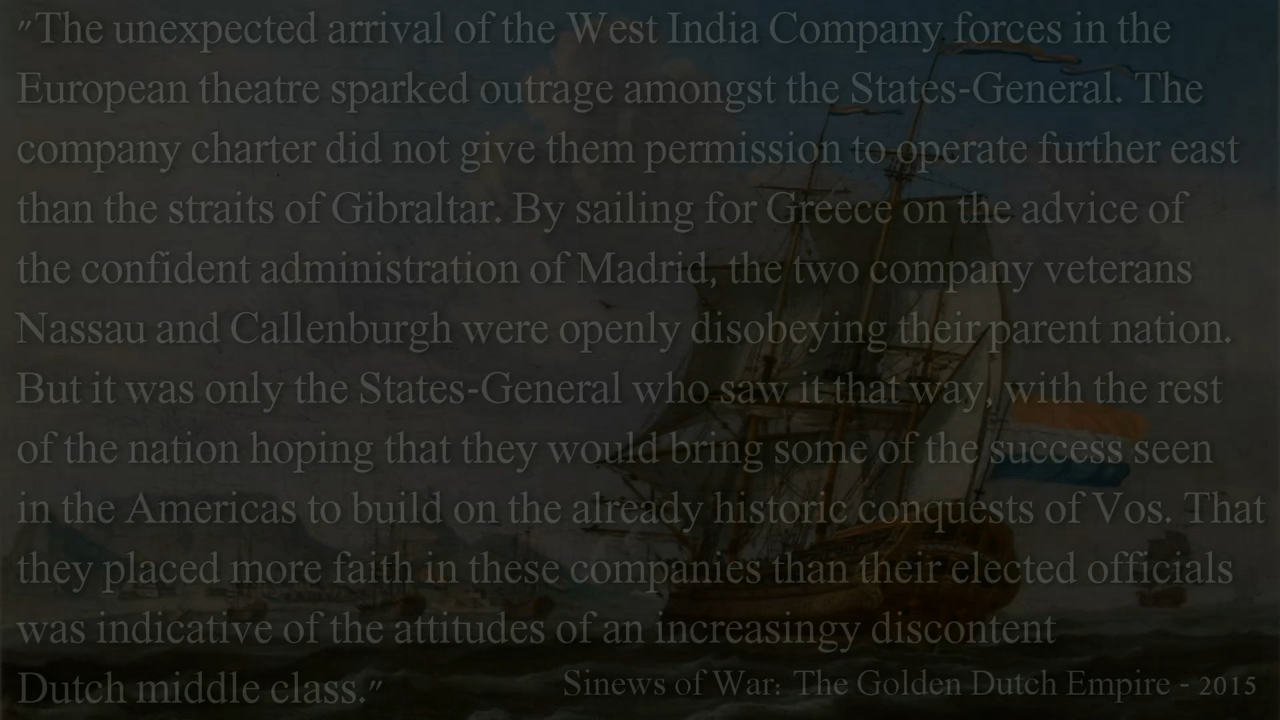 "The unexpected arrival of the West India Company forces in the
European theatre sparked outrage amongst the States-General. The
company charter did not give them permission to operate further east
than the straits of Gibraltar. By sailing for Greece on the advice of
the confident administration of Madrid, the two company veterans
Nassau and Callenburgh were openly disobeying their parent nation.
But it was only the States-General who saw it that way, with the rest
of the nation hoping that they would bring some of the success seen
in the Americas to build on the already historic conquests of Vos. That
they placed more faith in these companies than their elected officials
was indicative of the attitudes of an increasingy discontent
Dutch middle class."
Sinews of War: The Golden Dutch Empire - 2015